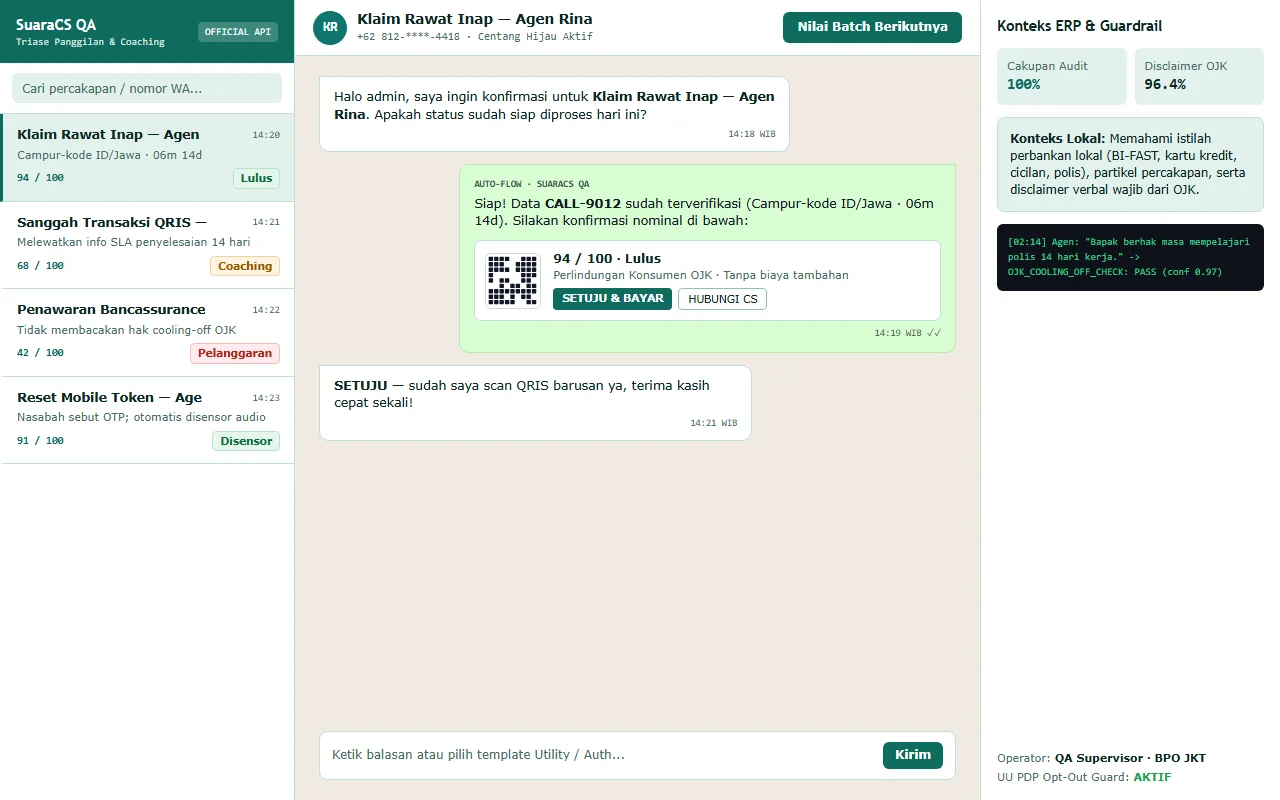 SuaraCS QA
Triase Panggilan & Coaching
OFFICIAL API
Cari percakapan / nomor WA...
Klaim Rawat Inap — Agen
14:20
Campur-kode ID/Jawa · 06m 14d
94 / 100
Lulus
Sanggah Transaksi QRIS —
14:21
Melewatkan info SLA penyelesaian 14 hari
68 / 100
Coaching
Penawaran Bancassurance
14:22
Tidak membacakan hak cooling-off OJK
42 / 100
Pelanggaran
Reset Mobile Token — Age
14:23
Nasabah sebut OTP; otomatis disensor audio
91 / 100
Disensor
KR
Klaim Rawat Inap — Agen Rina
+62 812-****-4418 · Centang Hijau Aktif
Nilai Batch Berikutnya
Halo admin, saya ingin konfirmasi untuk Klaim Rawat Inap — Agen
Rina. Apakah status sudah siap diproses hari ini?
14:18 WIB
AUTO-FLOW · SUARACS QA
Siap! Data CALL-9012 sudah terverifikasi (Campur-kode ID/Jawa · 06m
14d). Silakan konfirmasi nominal di bawah:
94 / 100 · Lulus
Perlindungan Konsumen OJK · Tanpa biaya tambahan
SETUJU & BAYAR
HUBUNGI CS
14:19 WIB ✓✓
SETUJU — sudah saya scan QRIS barusan ya, terima kasih
cepat sekali!
14:21 WIB
Ketik balasan atau pilih template Utility / Auth...
Kirim
Konteks ERP & Guardrail
Cakupan Audit
100%
Disclaimer OJK
96.4%
Konteks Lokal: Memahami istilah
perbankan lokal (BI-FAST, kartu kredit,
cicilan, polis), partikel percakapan, serta
disclaimer verbal wajib dari OJK.
[02:14] Agen: "Bapak berhak masa mempelajari
polis 14 hari kerja." ->
OJK_COOLING_OFF_CHECK: PASS (conf 0.97)
Operator: QA Supervisor · BPO JKT
UU PDP Opt-Out Guard: AKTIF